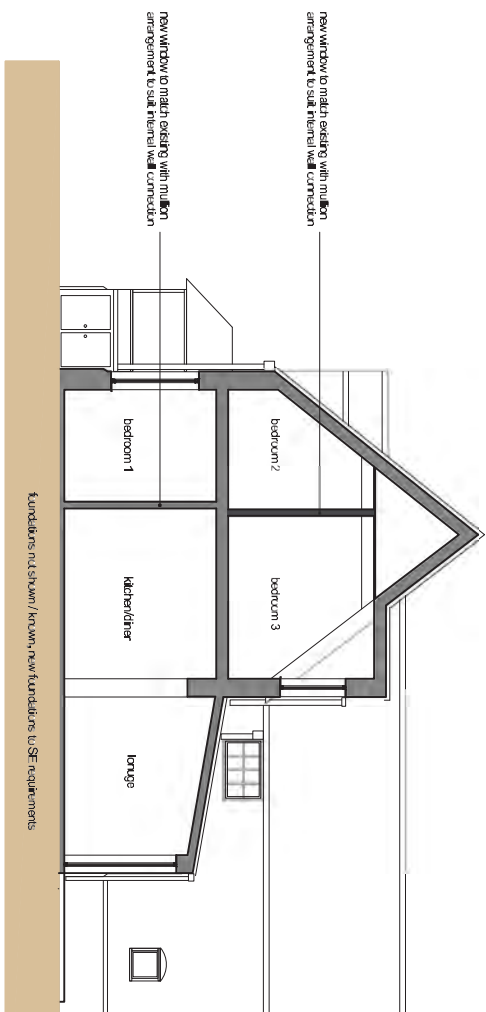 new window to match existing with mullion
arrangement to suit internal wall connection
new window to match existing with mullion
arrangement to suit internal wall connection
bedroom 2
bedroom 3
bedroom 1
kitchen/diner
lonuge
foundations not shown / known, new foundations to SE requirements